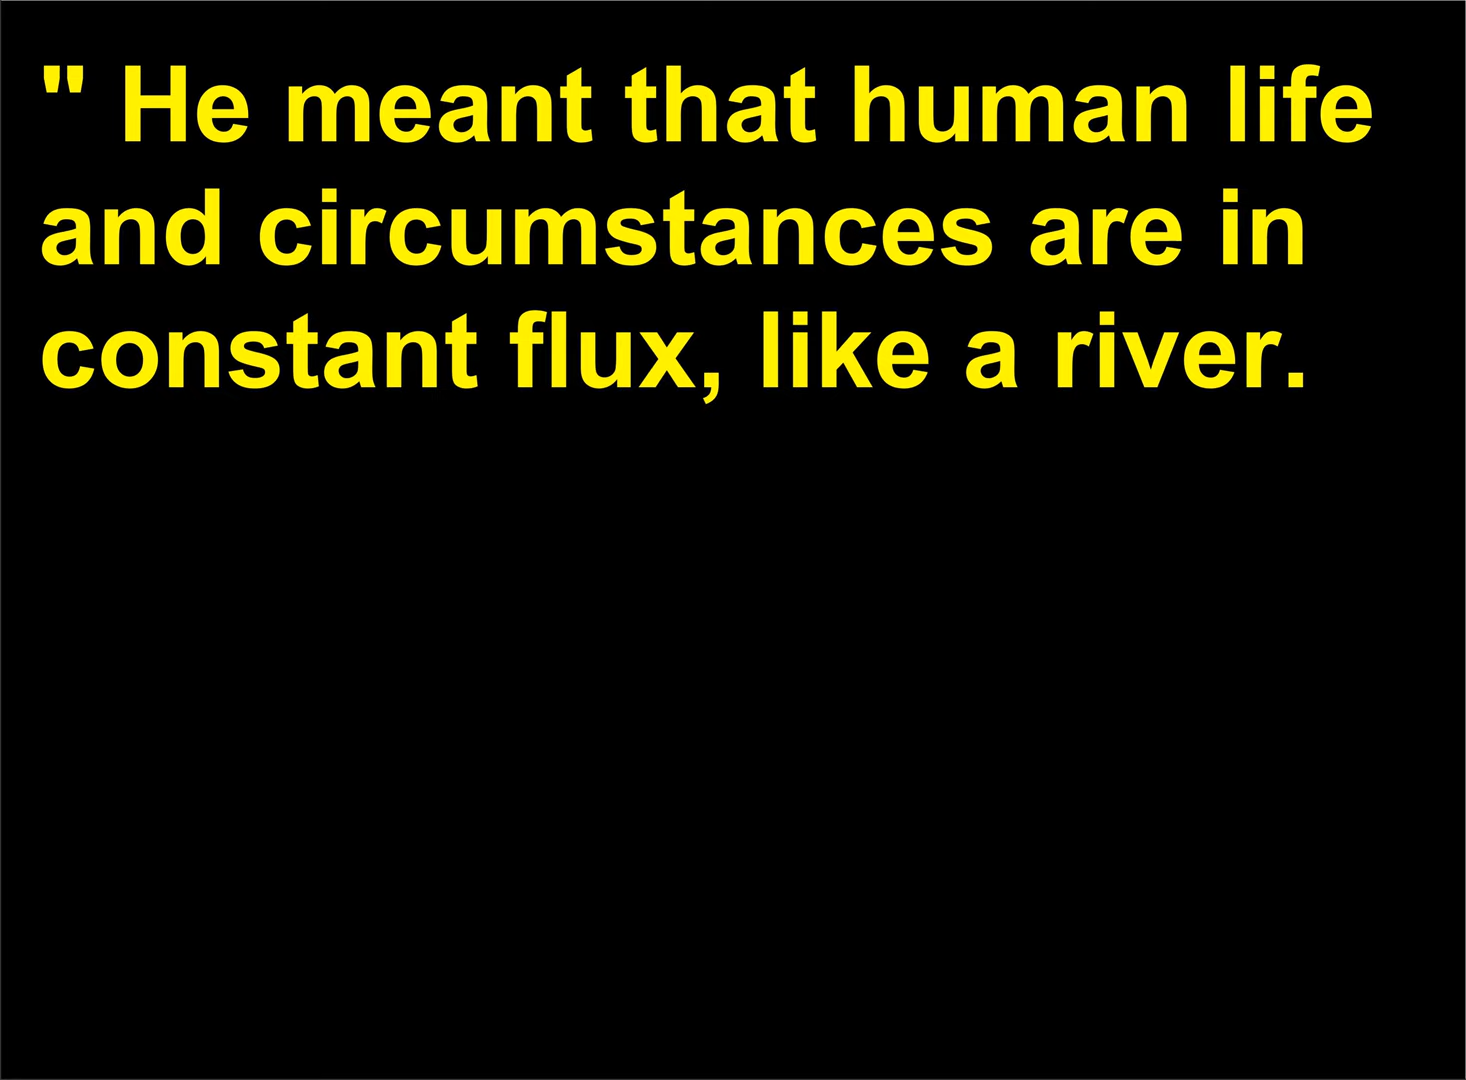 " He meant that human life
and circumstances are in
constant flux, like a river.